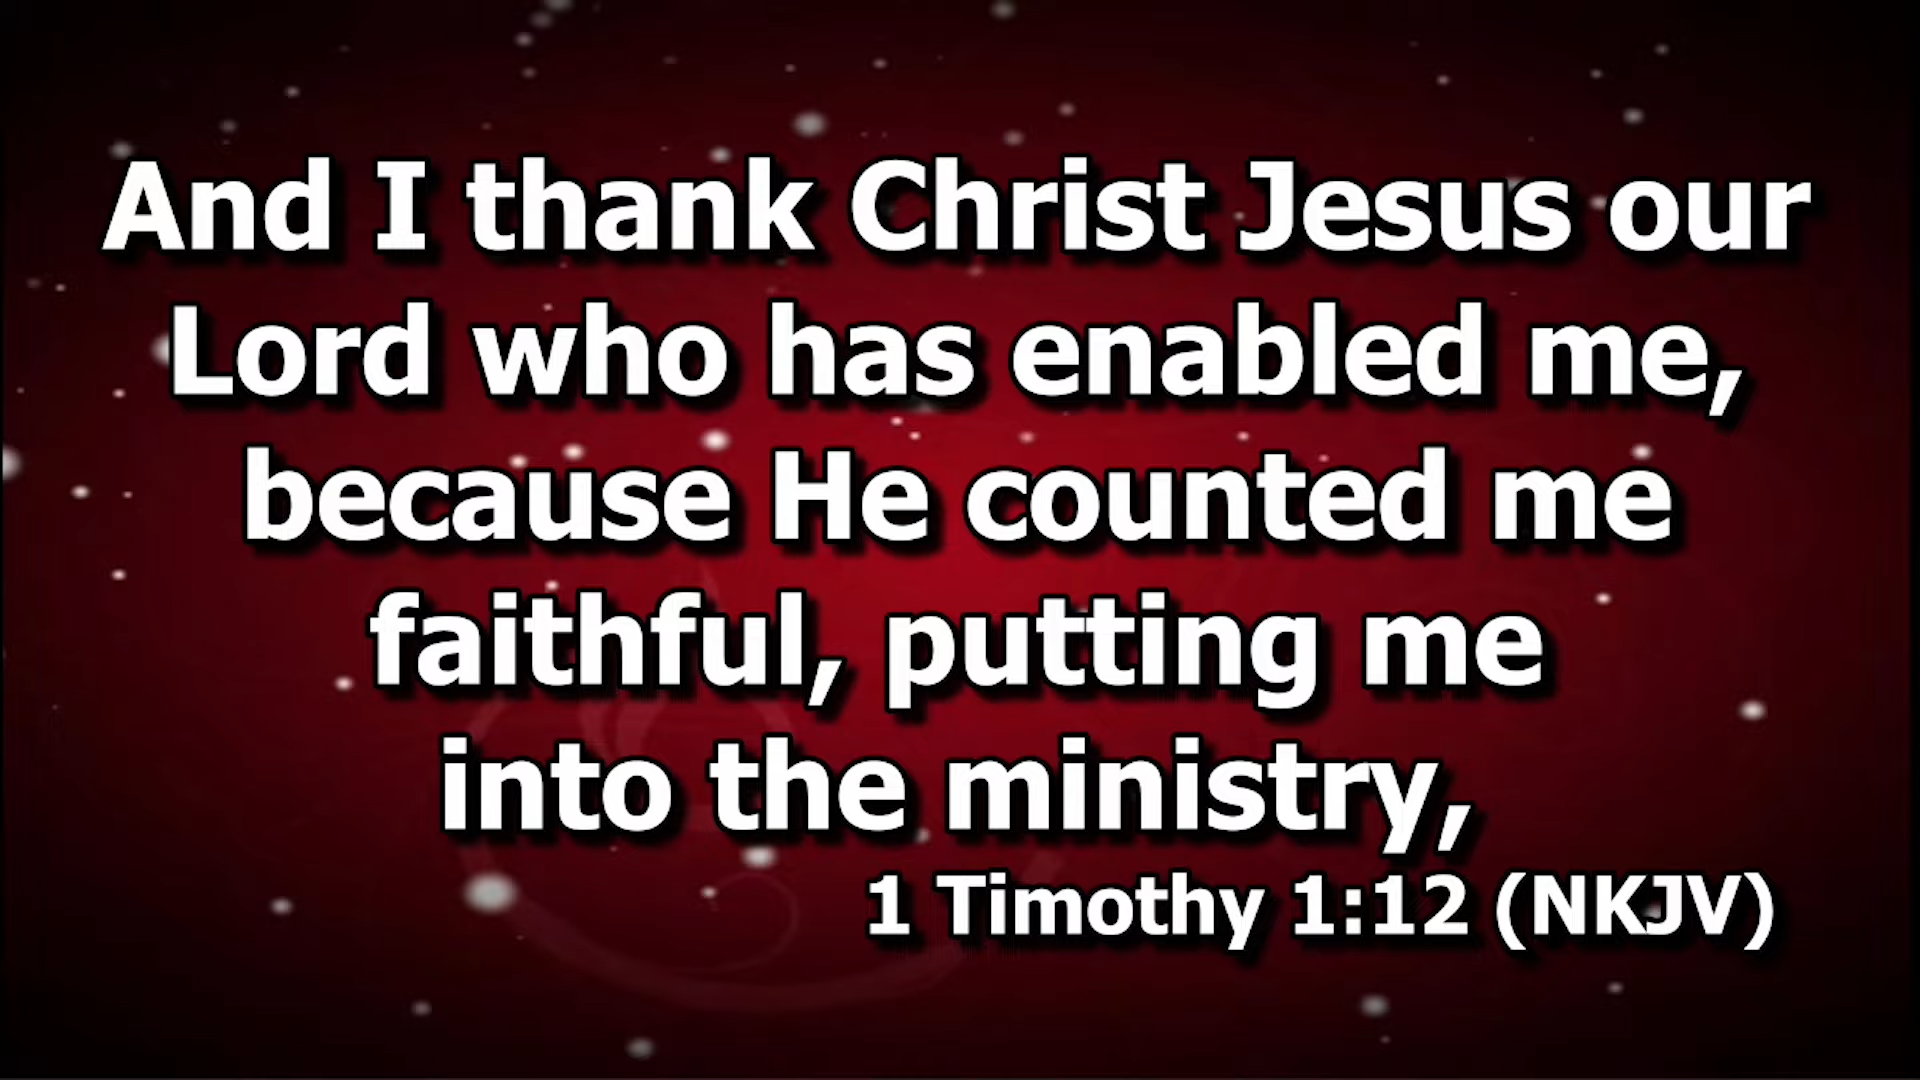 And I thank Christ Jesus our
Lord who has enabled me,
because He counted me
faithful, putting me
into the ministry,
1 Timothy 1:12 (NKJV)